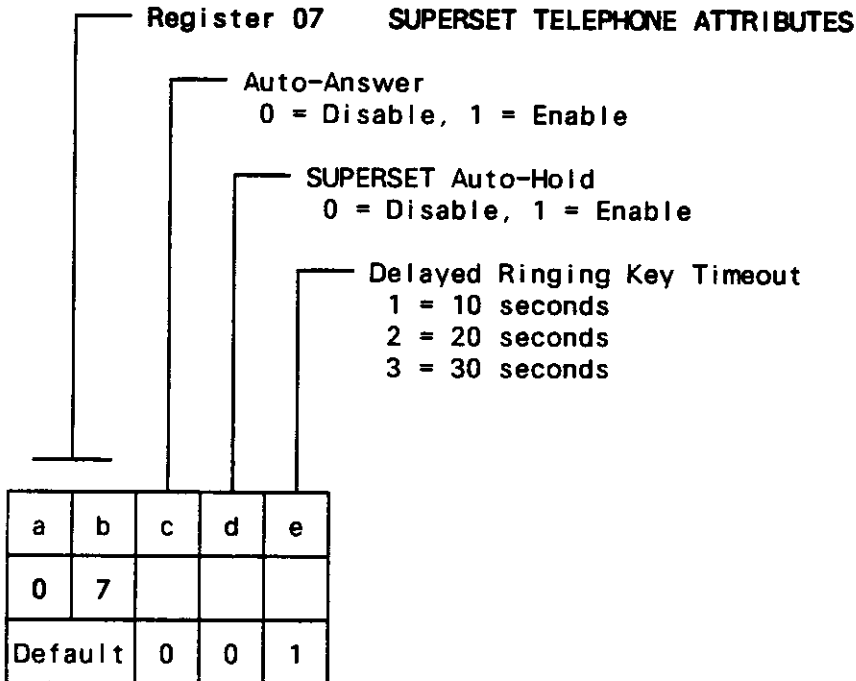 Register 07 SUPERSET TELEPHONE ATTRIBUTES
Auto-Answer
0 = Disable, 1 = Enable
SUPERSET Auto-Hold
0 = Disable, 1 = Enable
Delayed Ringing Key Timeout
1 = 10 seconds
2 = 20 seconds
3 = 30 seconds
a b c d e
0 7
Default 0 0 1